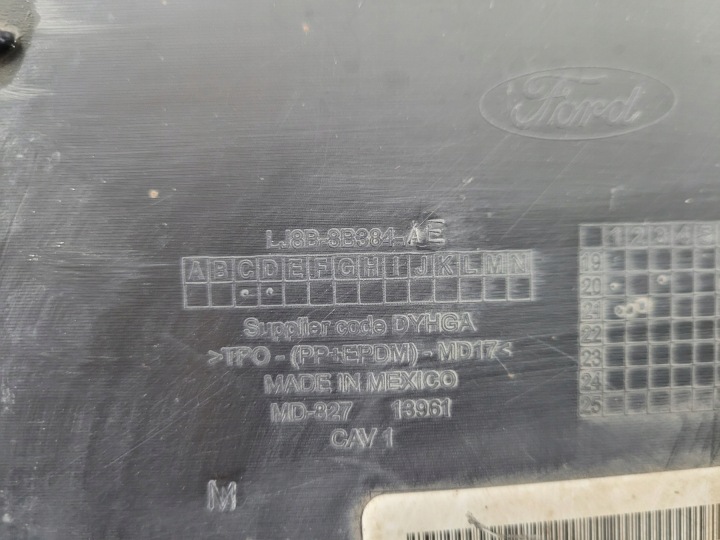 Ford
LJ8B-8B384-AE
A B C D E F G H I J K L M N
Supplier code DYHGA
>TPO - (PP+EPDM) - MD17<
MADE IN MEXICO
MD-327 13961
CAV 1
M
1 2 3 4 5
19
20
21
22
23
24
25